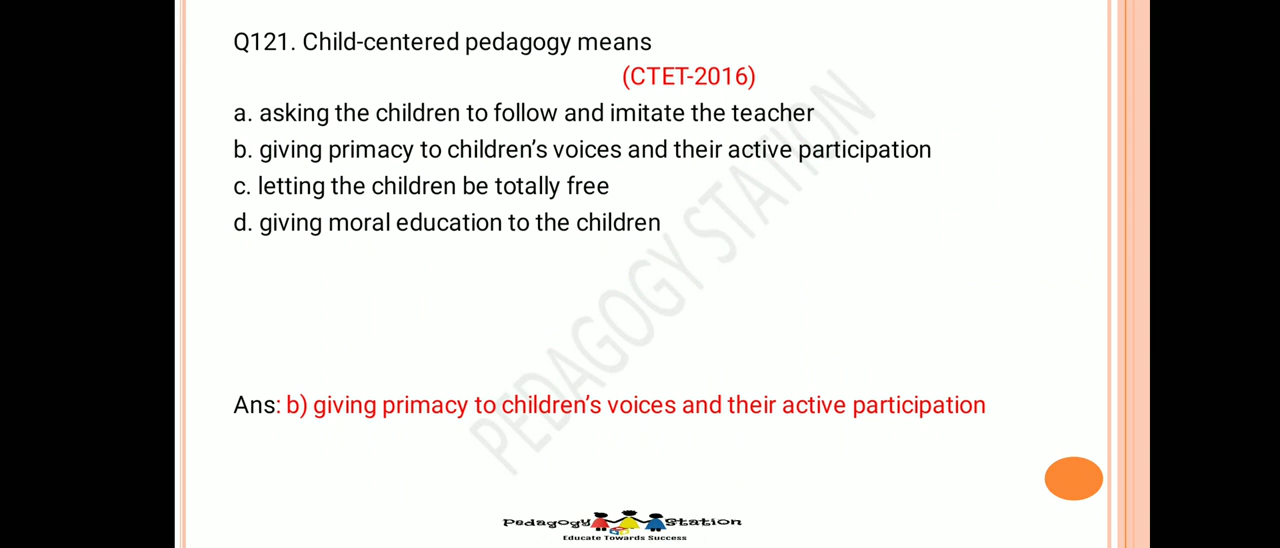 Q121. Child-centered pedagogy means
(CTET-2016)
a. asking the children to follow and imitate the teacher
b. giving primacy to children’s voices and their active participation
c. letting the children be totally free
d. giving moral education to the children
PEDAGOGY STATION
Ans: b) giving primacy to children’s voices and their active participation
Pedagogy Station
Educate Towards Success